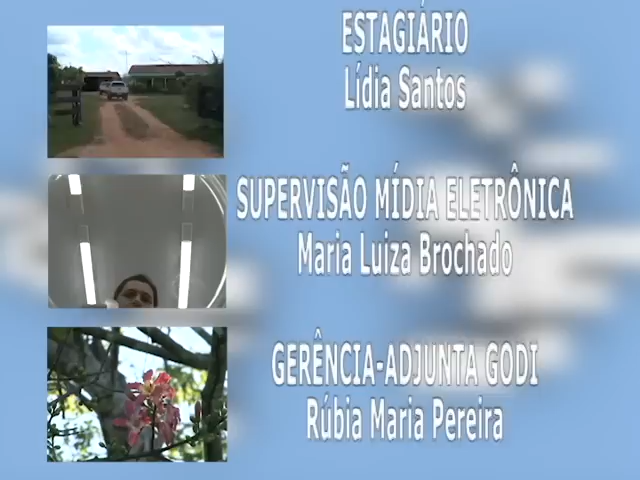 ESTAGIÁRIO
Lídia Santos
SUPERVISÃO MÍDIA ELETRÔNICA
Maria Luiza Brochado
GERÊNCIA-ADJUNTA GODI
Rúbia Maria Pereira